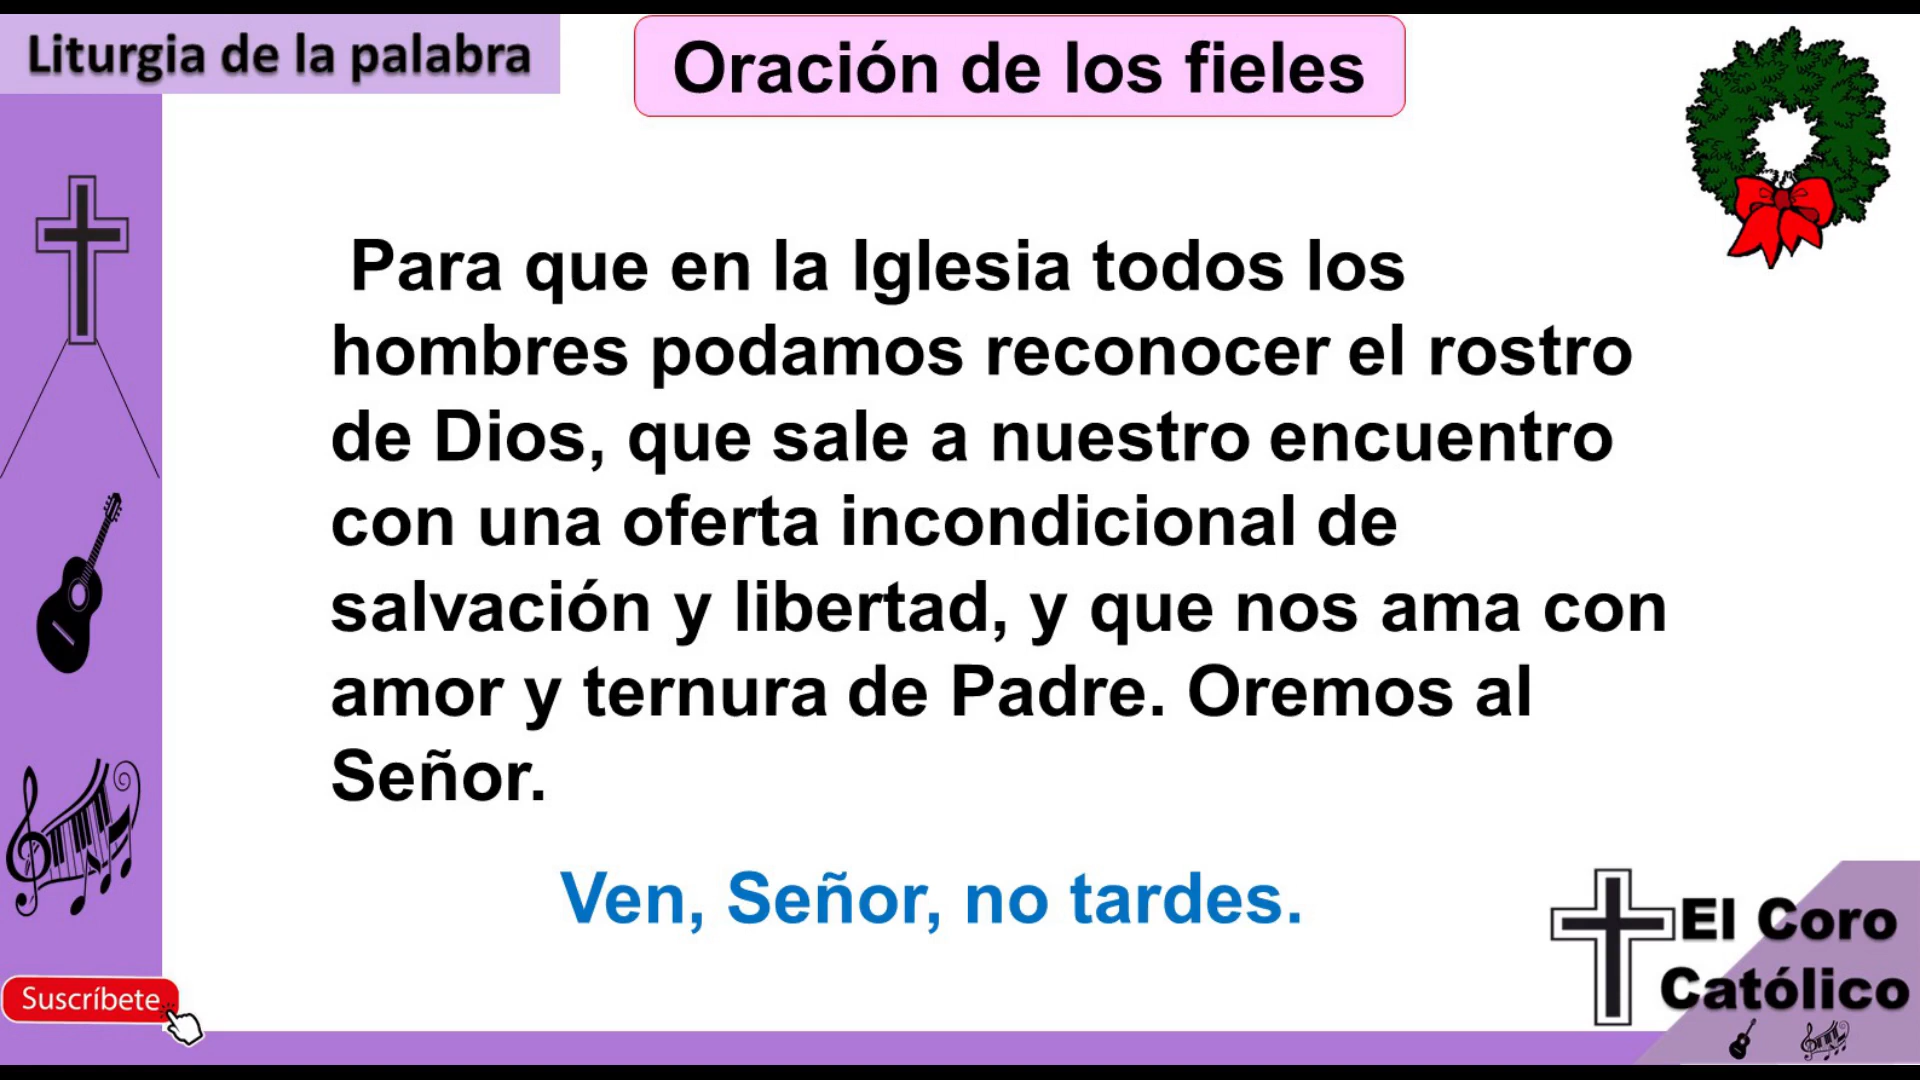 Liturgia de la palabra
Oración de los fieles
Para que en la Iglesia todos los
hombres podamos reconocer el rostro
de Dios, que sale a nuestro encuentro
con una oferta incondicional de
salvación y libertad, y que nos ama con
amor y ternura de Padre. Oremos al
Señor.
Ven, Señor, no tardes.
El Coro
Católico
Suscríbete